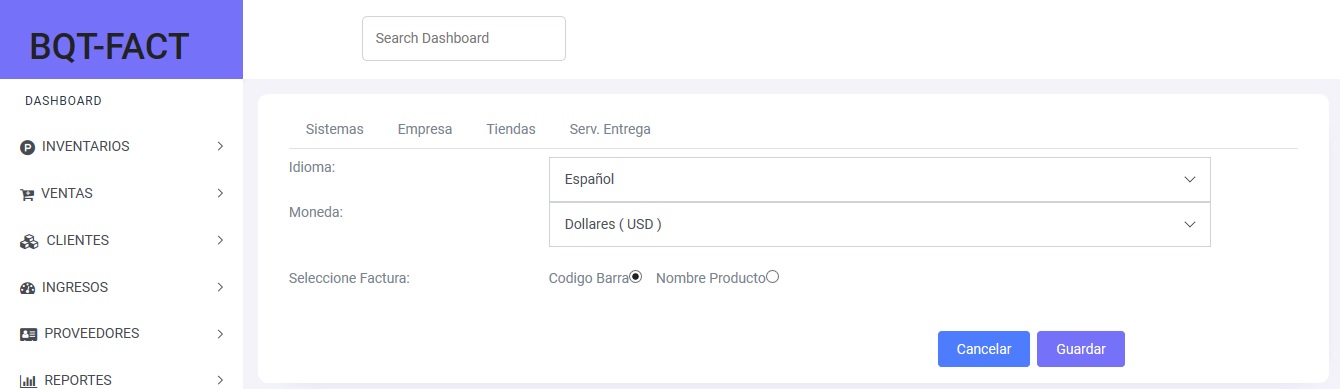 BQT-FACT
Search Dashboard
DASHBOARD
INVENTARIOS
VENTAS
CLIENTES
INGRESOS
PROVEEDORES
REPORTES
Sistemas Empresa Tiendas Serv. Entrega
Idioma: Español
Moneda: Dollares ( USD )
Seleccione Factura: Codigo Barra Nombre Producto
Cancelar Guardar